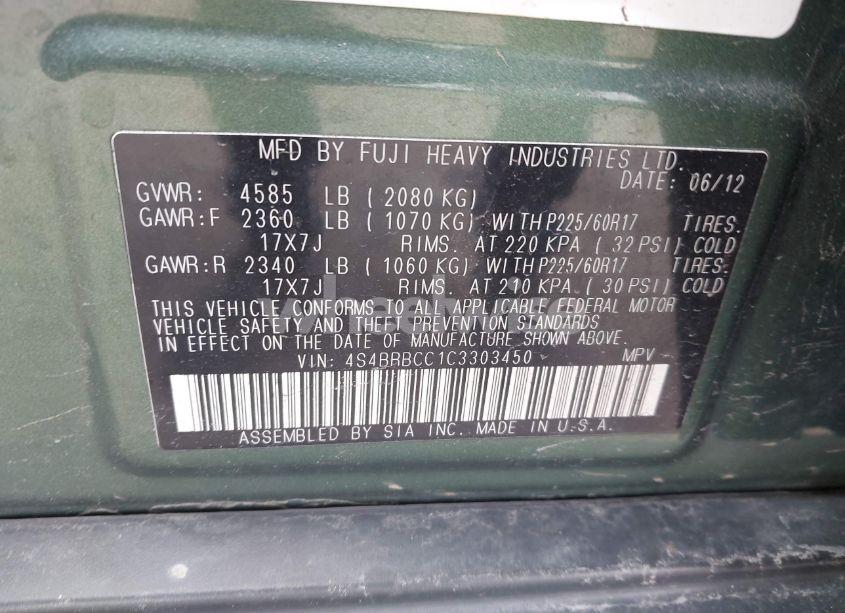 MFD BY FUJI HEAVY INDUSTRIES LTD.
DATE: 06/12
GVWR: 4585 LB ( 2080 KG)
GAWR:F 2360 LB ( 1070 KG) WITH P225/60R17 TIRES.
17X7J RIMS. AT 220 KPA ( 32 PSI) COLD
GAWR:R 2340 LB ( 1060 KG) WITH P225/60R17 TIRES.
17X7J RIMS. AT 210 KPA ( 30 PSI) COLD
THIS VEHICLE CONFORMS TO ALL APPLICABLE FEDERAL MOTOR
VEHICLE SAFETY AND THEFT PREVENTION STANDARDS
IN EFFECT ON THE DATE OF MANUFACTURE SHOWN ABOVE.
VIN: 4S4BRBCC1C3303450 MPV
ASSEMBLED BY SIA INC. MADE IN U.S.A.